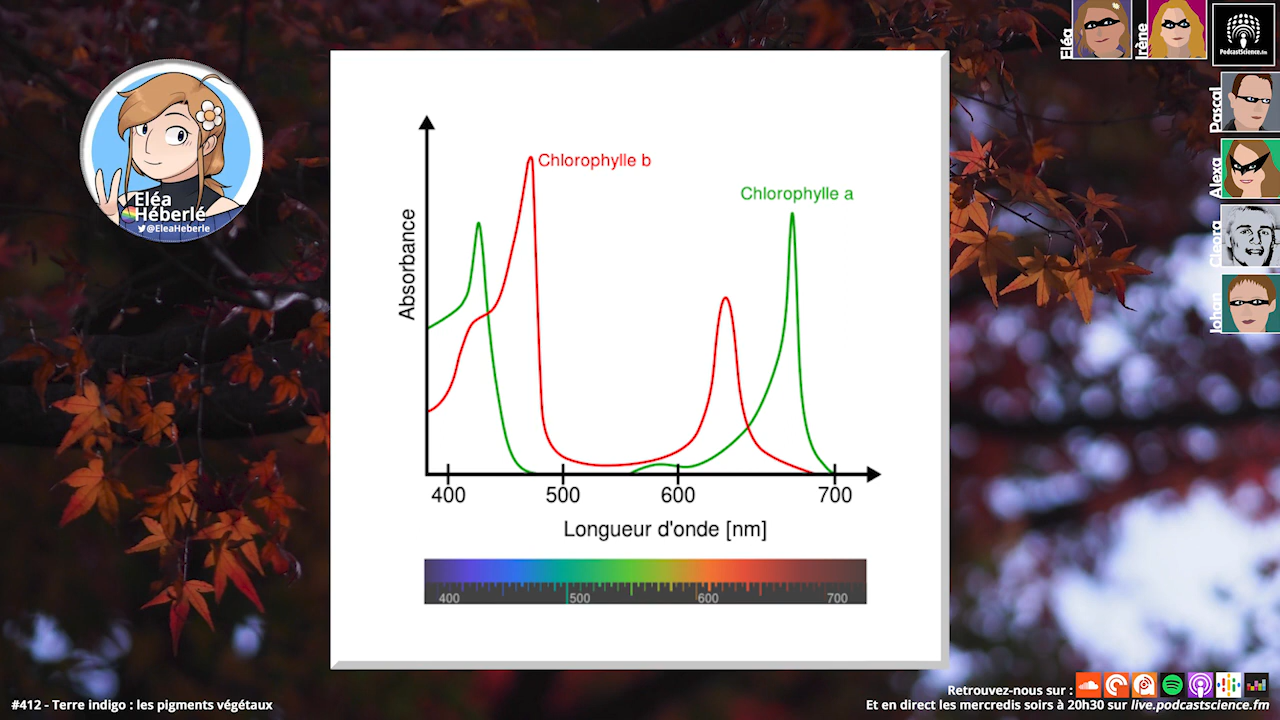 Eléa
Irène
PodcastScience.fm
Pascal
Alexa
Cleora
Johan
Eléa
Héberlé
@EleaHeberle
Chlorophylle b
Chlorophylle a
Absorbance
400 500 600 700
Longueur d'onde [nm]
400 500 600 700
Retrouvez-nous sur :
#412 - Terre indigo : les pigments végétaux
Et en direct les mercredis soirs à 20h30 sur live.podcastscience.fm